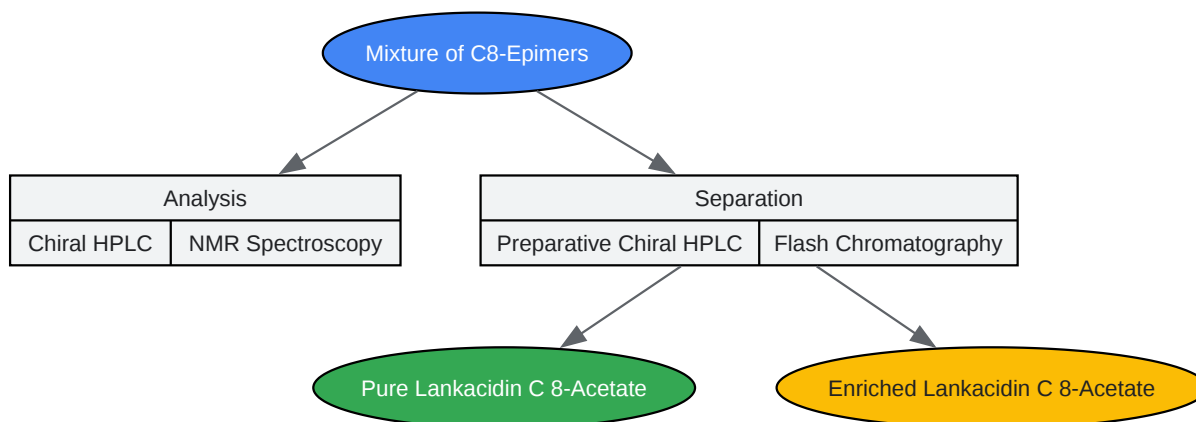 Mixture of C8-Epimers
Analysis
Chiral HPLC
NMR Spectroscopy
Separation
Preparative Chiral HPLC
Flash Chromatography
Pure Lankacidin C 8-Acetate
Enriched Lankacidin C 8-Acetate